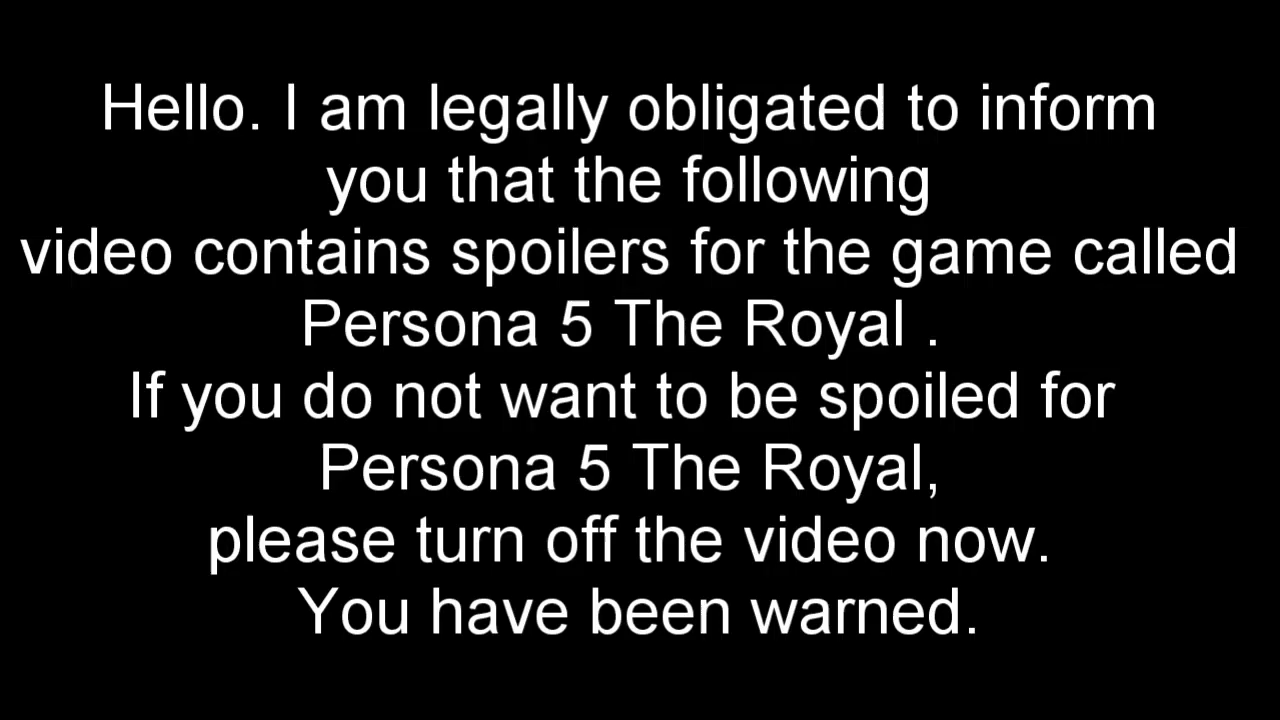 Hello. I am legally obligated to inform
you that the following
video contains spoilers for the game called
Persona 5 The Royal .
If you do not want to be spoiled for
Persona 5 The Royal,
please turn off the video now.
You have been warned.